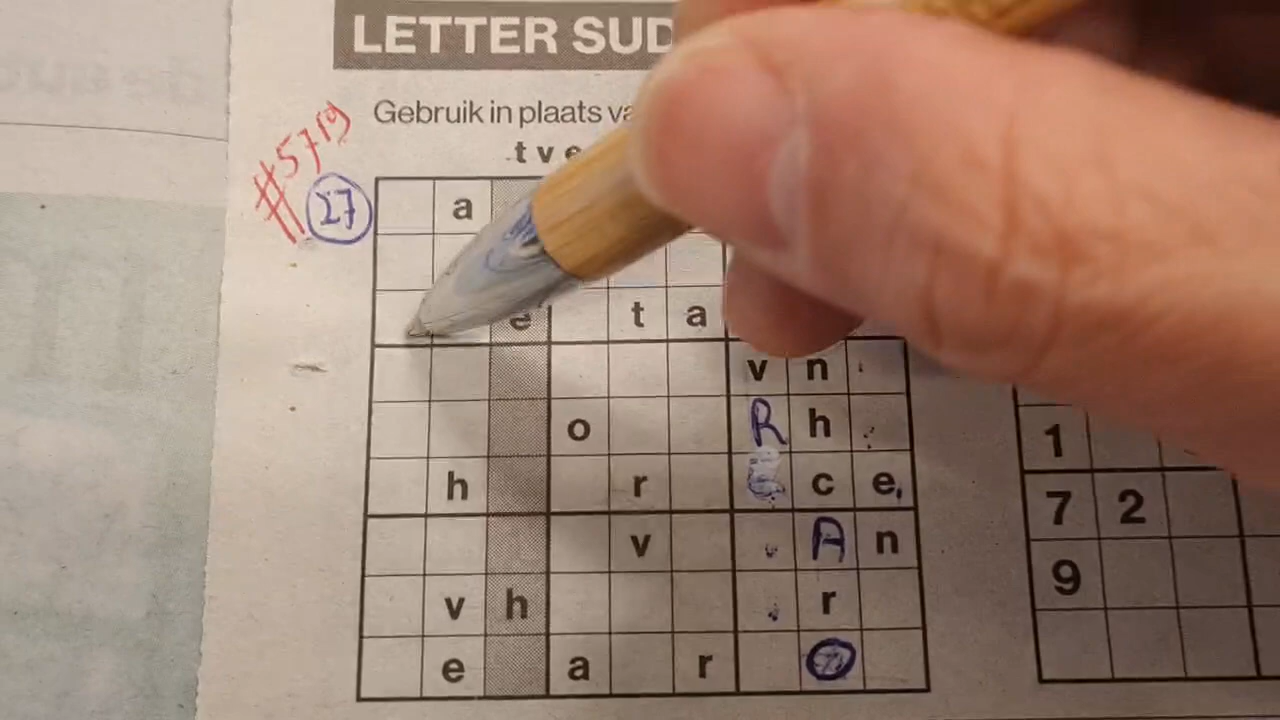 LETTER SUD
Gebruik in plaats va
t v e
#5719
27
a
e t a
v n
o R h
h r c e
v A n
v h r
e a r O
1
7 2
9